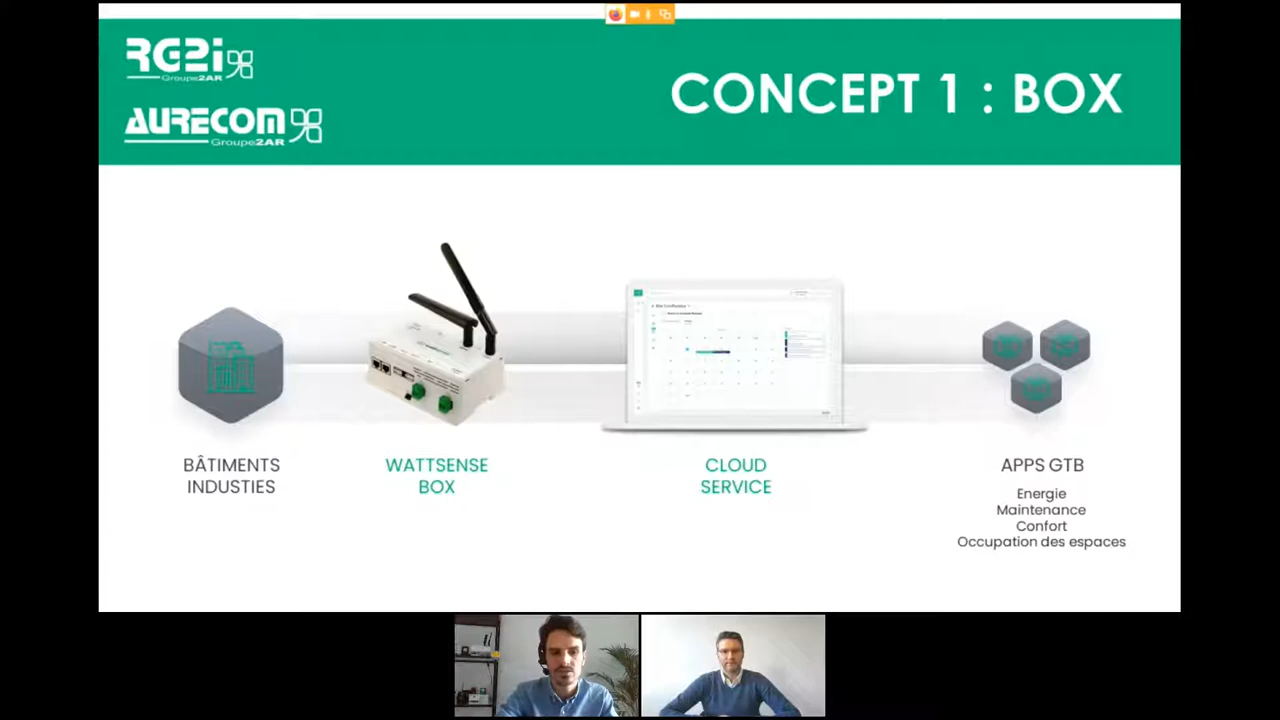 RG2i
Groupe2AR
AURECOM
Groupe2AR
CONCEPT 1 : BOX
BÂTIMENTS
INDUSTIES
WATTSENSE
BOX
CLOUD
SERVICE
APPS GTB
Energie
Maintenance
Confort
Occupation des espaces